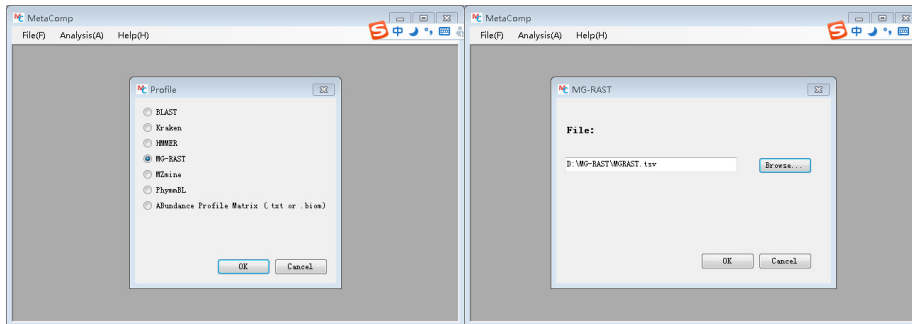 MetaComp
File(F) Analysis(A) Help(H)
中
Profile
BLAST
Kraken
HMMER
MG-RAST
MZmine
PhymmBL
ABundance Profile Matrix (.txt or .biom)
OK Cancel
MetaComp
File(F) Analysis(A) Help(H)
中
MG-RAST
File:
D:\MG-RAST\MGRAST.tsv Browse...
OK Cancel